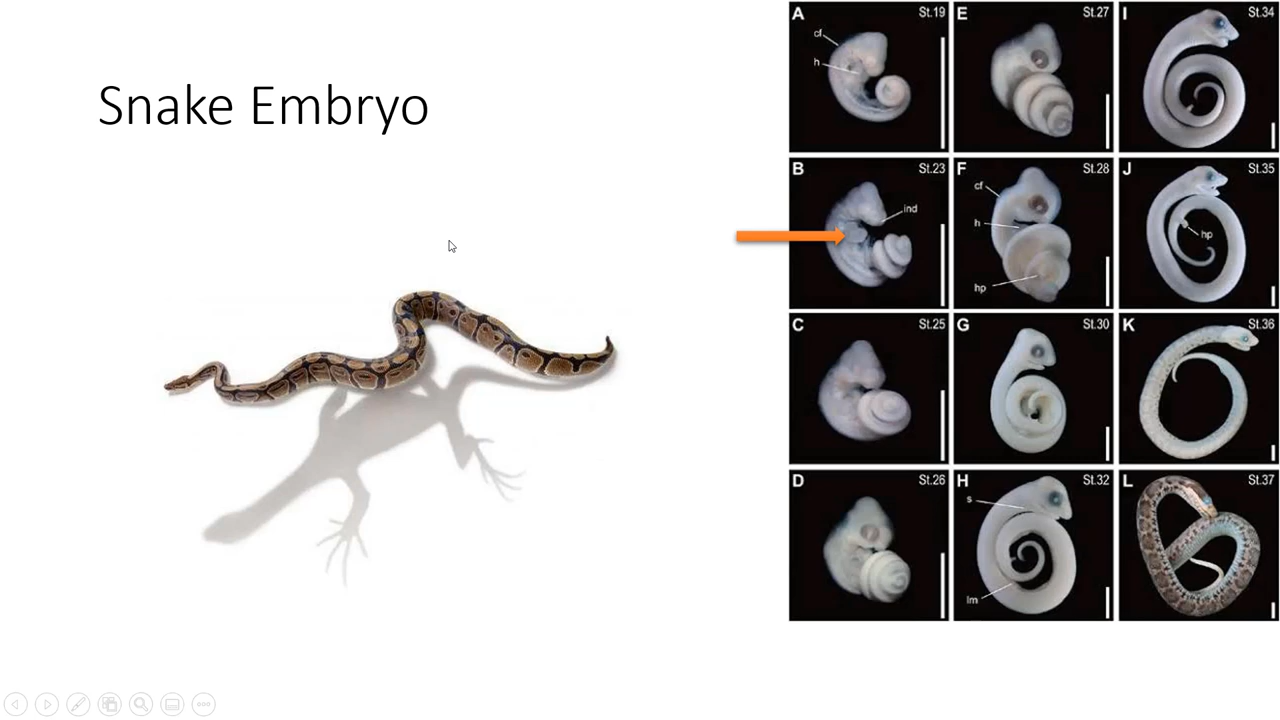 Snake Embryo
A St.19
cf
h
E St.27
I St.34
B St.23
ind
F St.28
cf
h
hp
J St.35
hp
C St.25
G St.30
K St.36
D St.26
H St.32
s
lm
L St.37